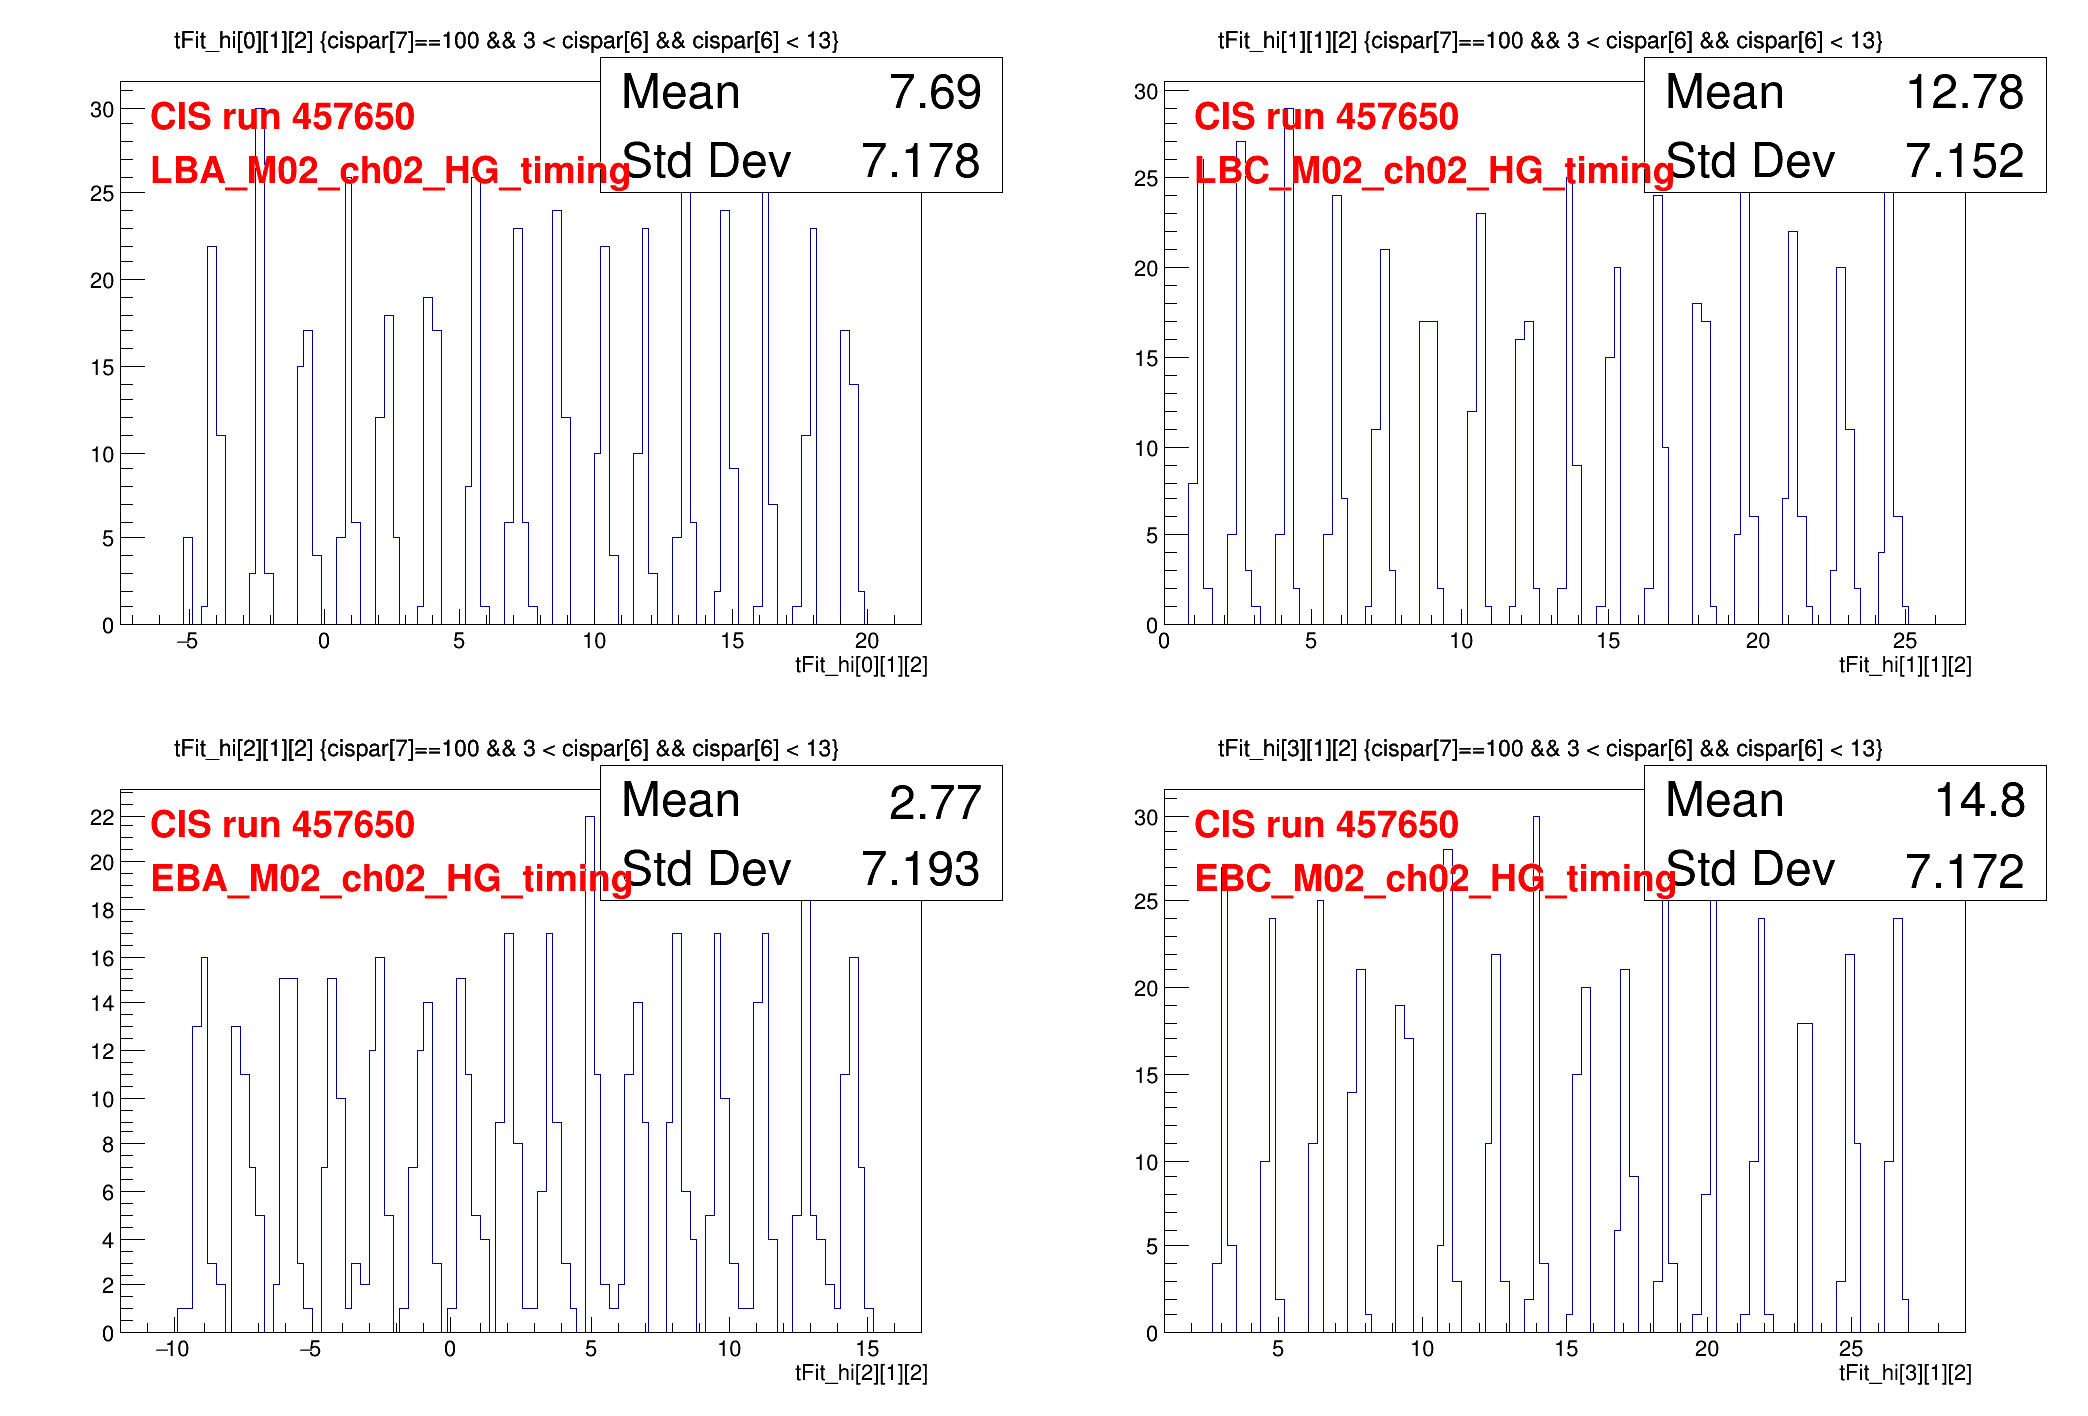 tFit_hi[0][1][2] {cispar[7]==100 && 3 < cispar[6] && cispar[6] < 13}
Mean 7.69
Std Dev 7.178
CIS run 457650
LBA_M02_ch02_HG_timing
30
25
20
15
10
5
0
−5 0 5 10 15 20
tFit_hi[0][1][2]
tFit_hi[1][1][2] {cispar[7]==100 && 3 < cispar[6] && cispar[6] < 13}
Mean 12.78
Std Dev 7.152
CIS run 457650
LBC_M02_ch02_HG_timing
30
25
20
15
10
5
0
0 5 10 15 20 25
tFit_hi[1][1][2]
tFit_hi[2][1][2] {cispar[7]==100 && 3 < cispar[6] && cispar[6] < 13}
Mean 2.77
Std Dev 7.193
CIS run 457650
EBA_M02_ch02_HG_timing
22
20
18
16
14
12
10
8
6
4
2
0
−10 −5 0 5 10 15
tFit_hi[2][1][2]
tFit_hi[3][1][2] {cispar[7]==100 && 3 < cispar[6] && cispar[6] < 13}
Mean 14.8
Std Dev 7.172
CIS run 457650
EBC_M02_ch02_HG_timing
30
25
20
15
10
5
0
5 10 15 20 25
tFit_hi[3][1][2]